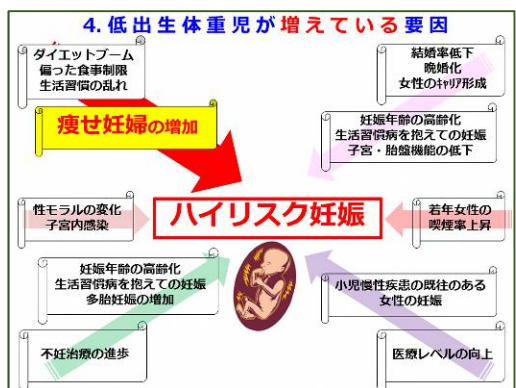 4. 低出生体重児が増えている要因
ダイエットブーム
偏った食事制限
生活習慣の乱れ
痩せ妊婦の増加
結婚率低下
晩婚化
女性のキャリア形成
妊娠年齢の高齢化
生活習慣病を抱えての妊娠
子宮・胎盤機能の低下
性モラルの変化
子宮内感染
ハイリスク妊娠
若年女性の
喫煙率上昇
妊娠年齢の高齢化
生活習慣病を抱えての妊娠
多胎妊娠の増加
小児慢性疾患の既往のある
女性の妊娠
不妊治療の進歩
医療レベルの向上